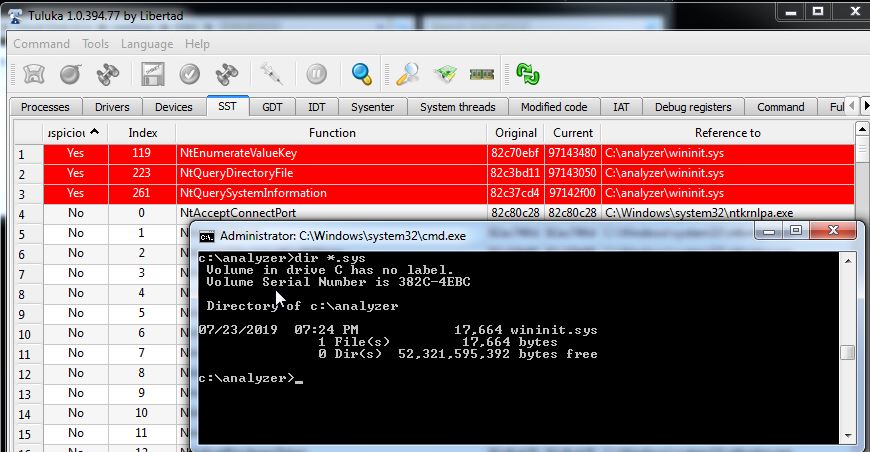 Tuluka 1.0.394.77 by Libertad
Command Tools Language Help
Processes Drivers Devices SST GDT IDT Sysenter System threads Modified code IAT Debug registers Command Ful
uspiciou Index Function Original Current Reference to
1 Yes 119 NtEnumerateValueKey 82c70ebf 97143480 C:\analyzer\wininit.sys
2 Yes 223 NtQueryDirectoryFile 82c3bd11 97143050 C:\analyzer\wininit.sys
3 Yes 261 NtQuerySystemInformation 82c37cd4 97142f00 C:\analyzer\wininit.sys
4 No 0 NtAcceptConnectPort 82c80c28 82c80c28 C:\Windows\system32\ntkrnlpa.exe
5 No 1
6 No 2
7 No 3
8 No 4
9 No 5
10 No 6
11 No 7
12 No 8
13 No 9
14 No 10
15 No 11
16 No 12
Administrator: C:\Windows\system32\cmd.exe
c:\analyzer>dir *.sys
Volume in drive C has no label.
Volume Serial Number is 382C-4EBC
Directory of c:\analyzer
07/23/2019 07:24 PM 17,664 wininit.sys
1 File(s) 17,664 bytes
0 Dir(s) 52,321,595,392 bytes free
c:\analyzer>_